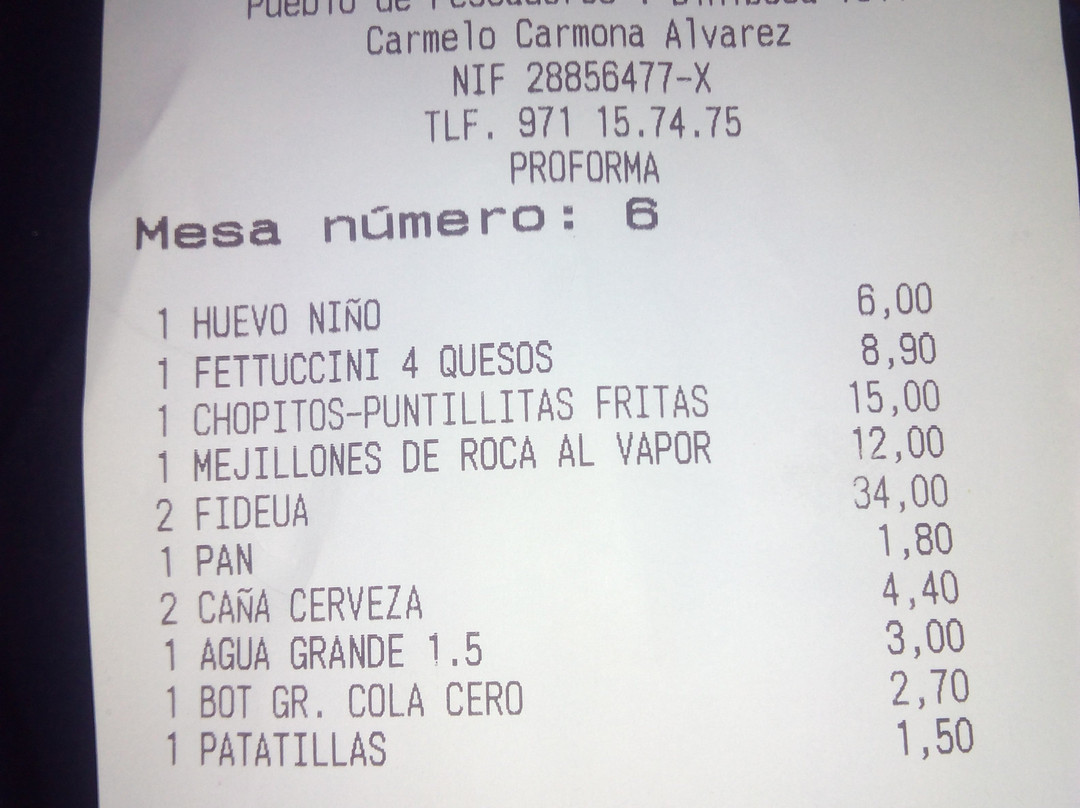 Pueblo de
Carmelo Carmona Alvarez
NIF 28856477-X
TLF. 971 15.74.75
PROFORMA
Mesa número: 6
1 HUEVO NIÑO 6,00
1 FETTUCCINI 4 QUESOS 8,90
1 CHOPITOS-PUNTILLITAS FRITAS 15,00
1 MEJILLONES DE ROCA AL VAPOR 12,00
2 FIDEUA 34,00
1 PAN 1,80
2 CAÑA CERVEZA 4,40
1 AGUA GRANDE 1.5 3,00
1 BOT GR. COLA CERO 2,70
1 PATATILLAS 1,50